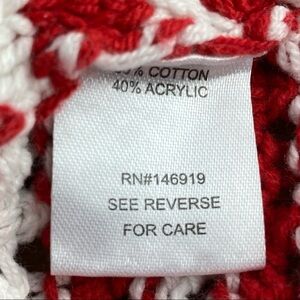 % COTTON
40% ACRYLIC
RN#146919
SEE REVERSE
FOR CARE